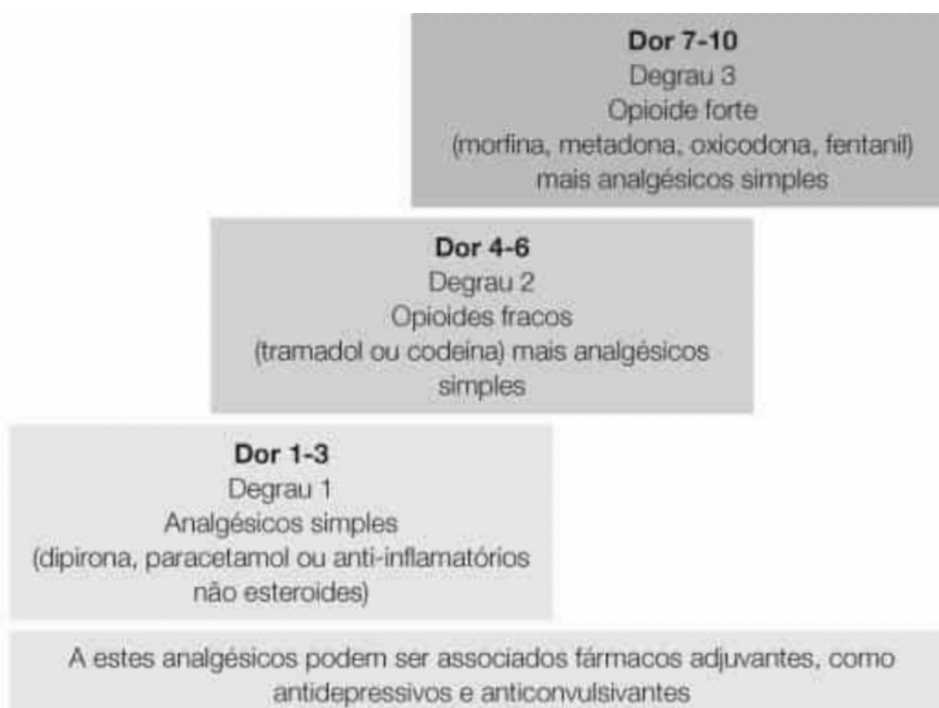 Dor 7-10
Degrau 3
Opioide forte
(morfina, metadona, oxicodona, fentanil)
mais analgésicos simples
Dor 4-6
Degrau 2
Opioides fracos
(tramadol ou codeína) mais analgésicos
simples
Dor 1-3
Degrau 1
Analgésicos simples
(dipirona, paracetamol ou anti-inflamatórios
não esteroides)
A estes analgésicos podem ser associados fármacos adjuvantes, como
antidepressivos e anticonvulsivantes